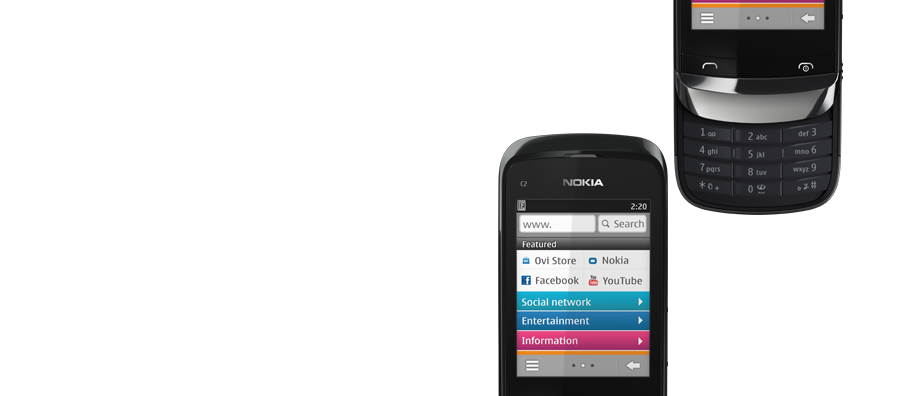 1 2 abc def 3
4 ghi 5 jkl mno 6
7 pqrs 8 tuv wxyz 9
* + 0 #
C2 NOKIA
2:20
www. Search
Featured
Ovi Store Nokia
Facebook YouTube
Social network
Entertainment
Information